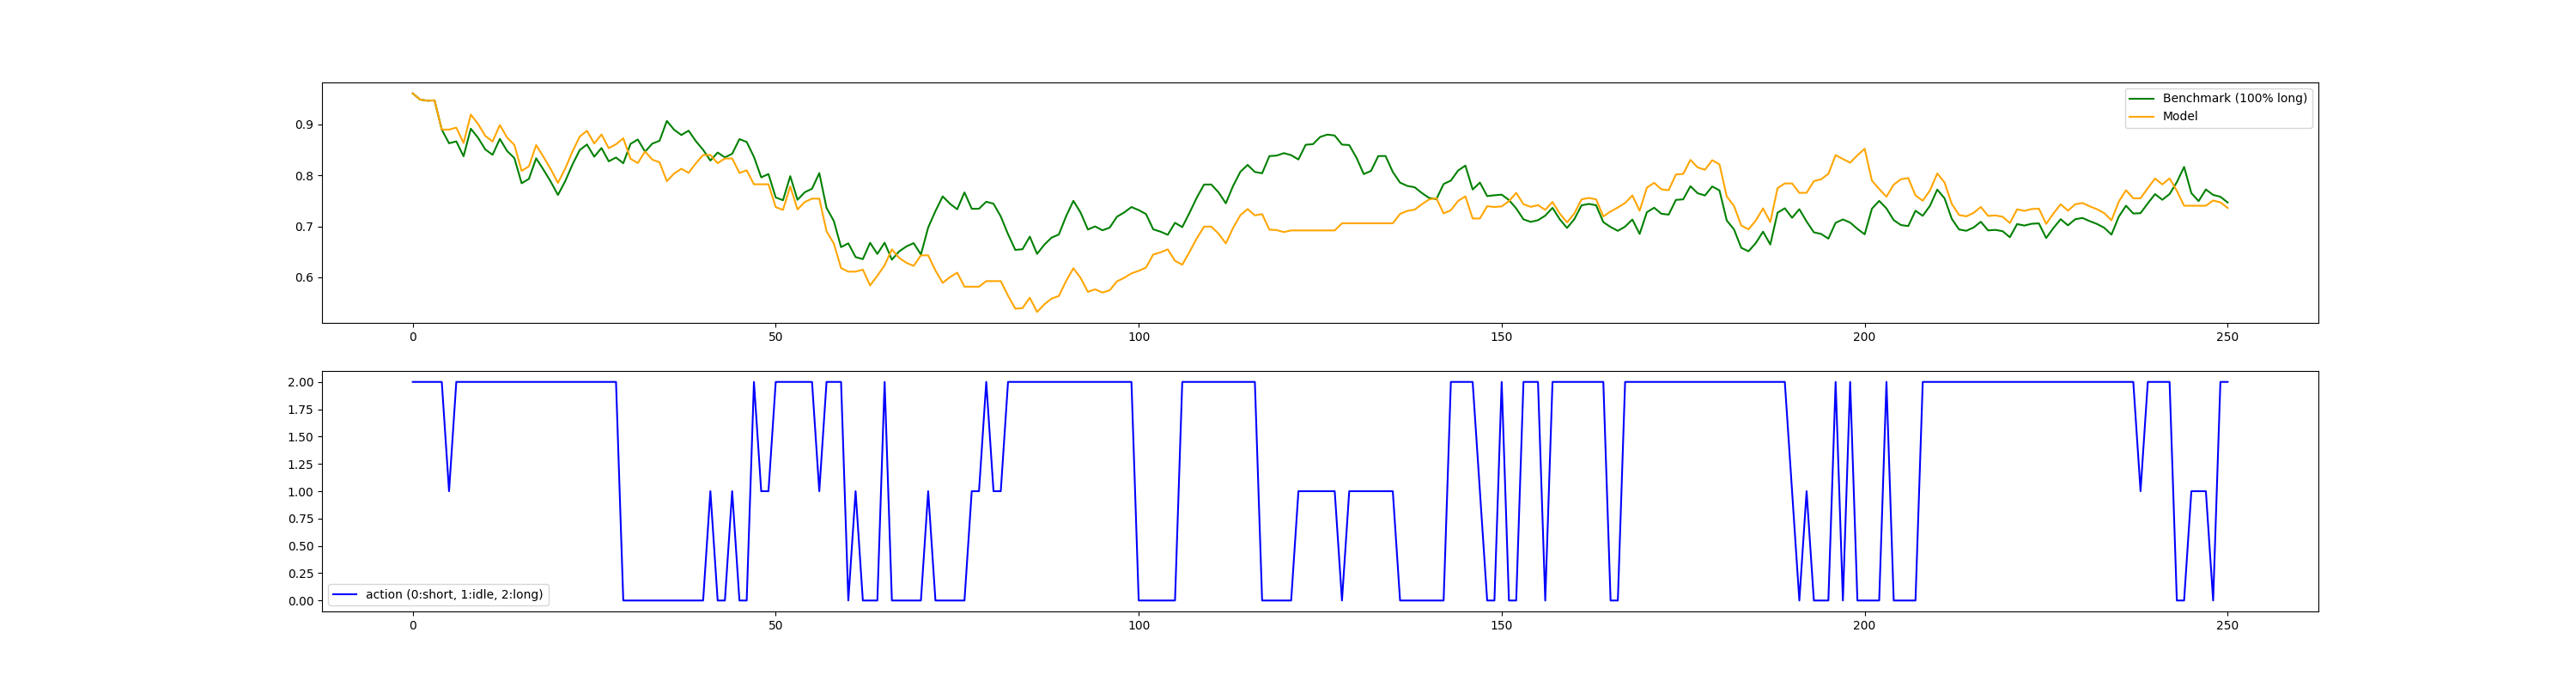 Benchmark (100% long)
Model
0.9
0.8
0.7
0.6
0 50 100 150 200 250
2.00
1.75
1.50
1.25
1.00
0.75
0.50
0.25
0.00
action (0:short, 1:idle, 2:long)
0 50 100 150 200 250